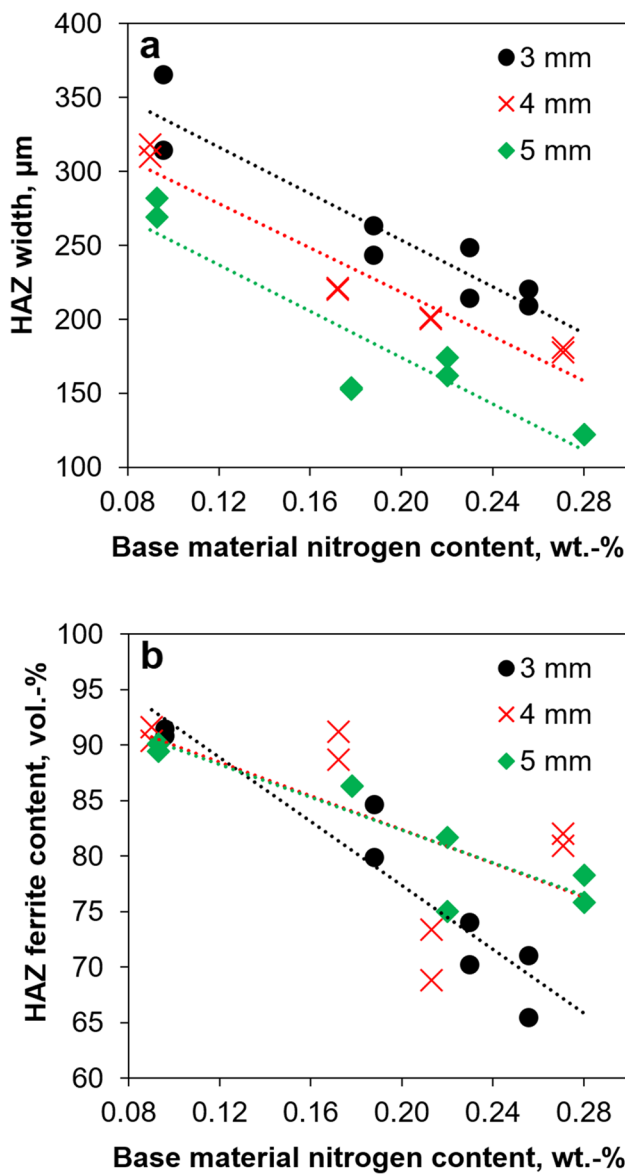 a
3 mm
4 mm
5 mm
HAZ width, µm
400
350
300
250
200
150
100
0.08 0.12 0.16 0.20 0.24 0.28
Base material nitrogen content, wt.-%
b
3 mm
4 mm
5 mm
HAZ ferrite content, vol.-%
100
95
90
85
80
75
70
65
60
0.08 0.12 0.16 0.20 0.24 0.28
Base material nitrogen content, wt.-%